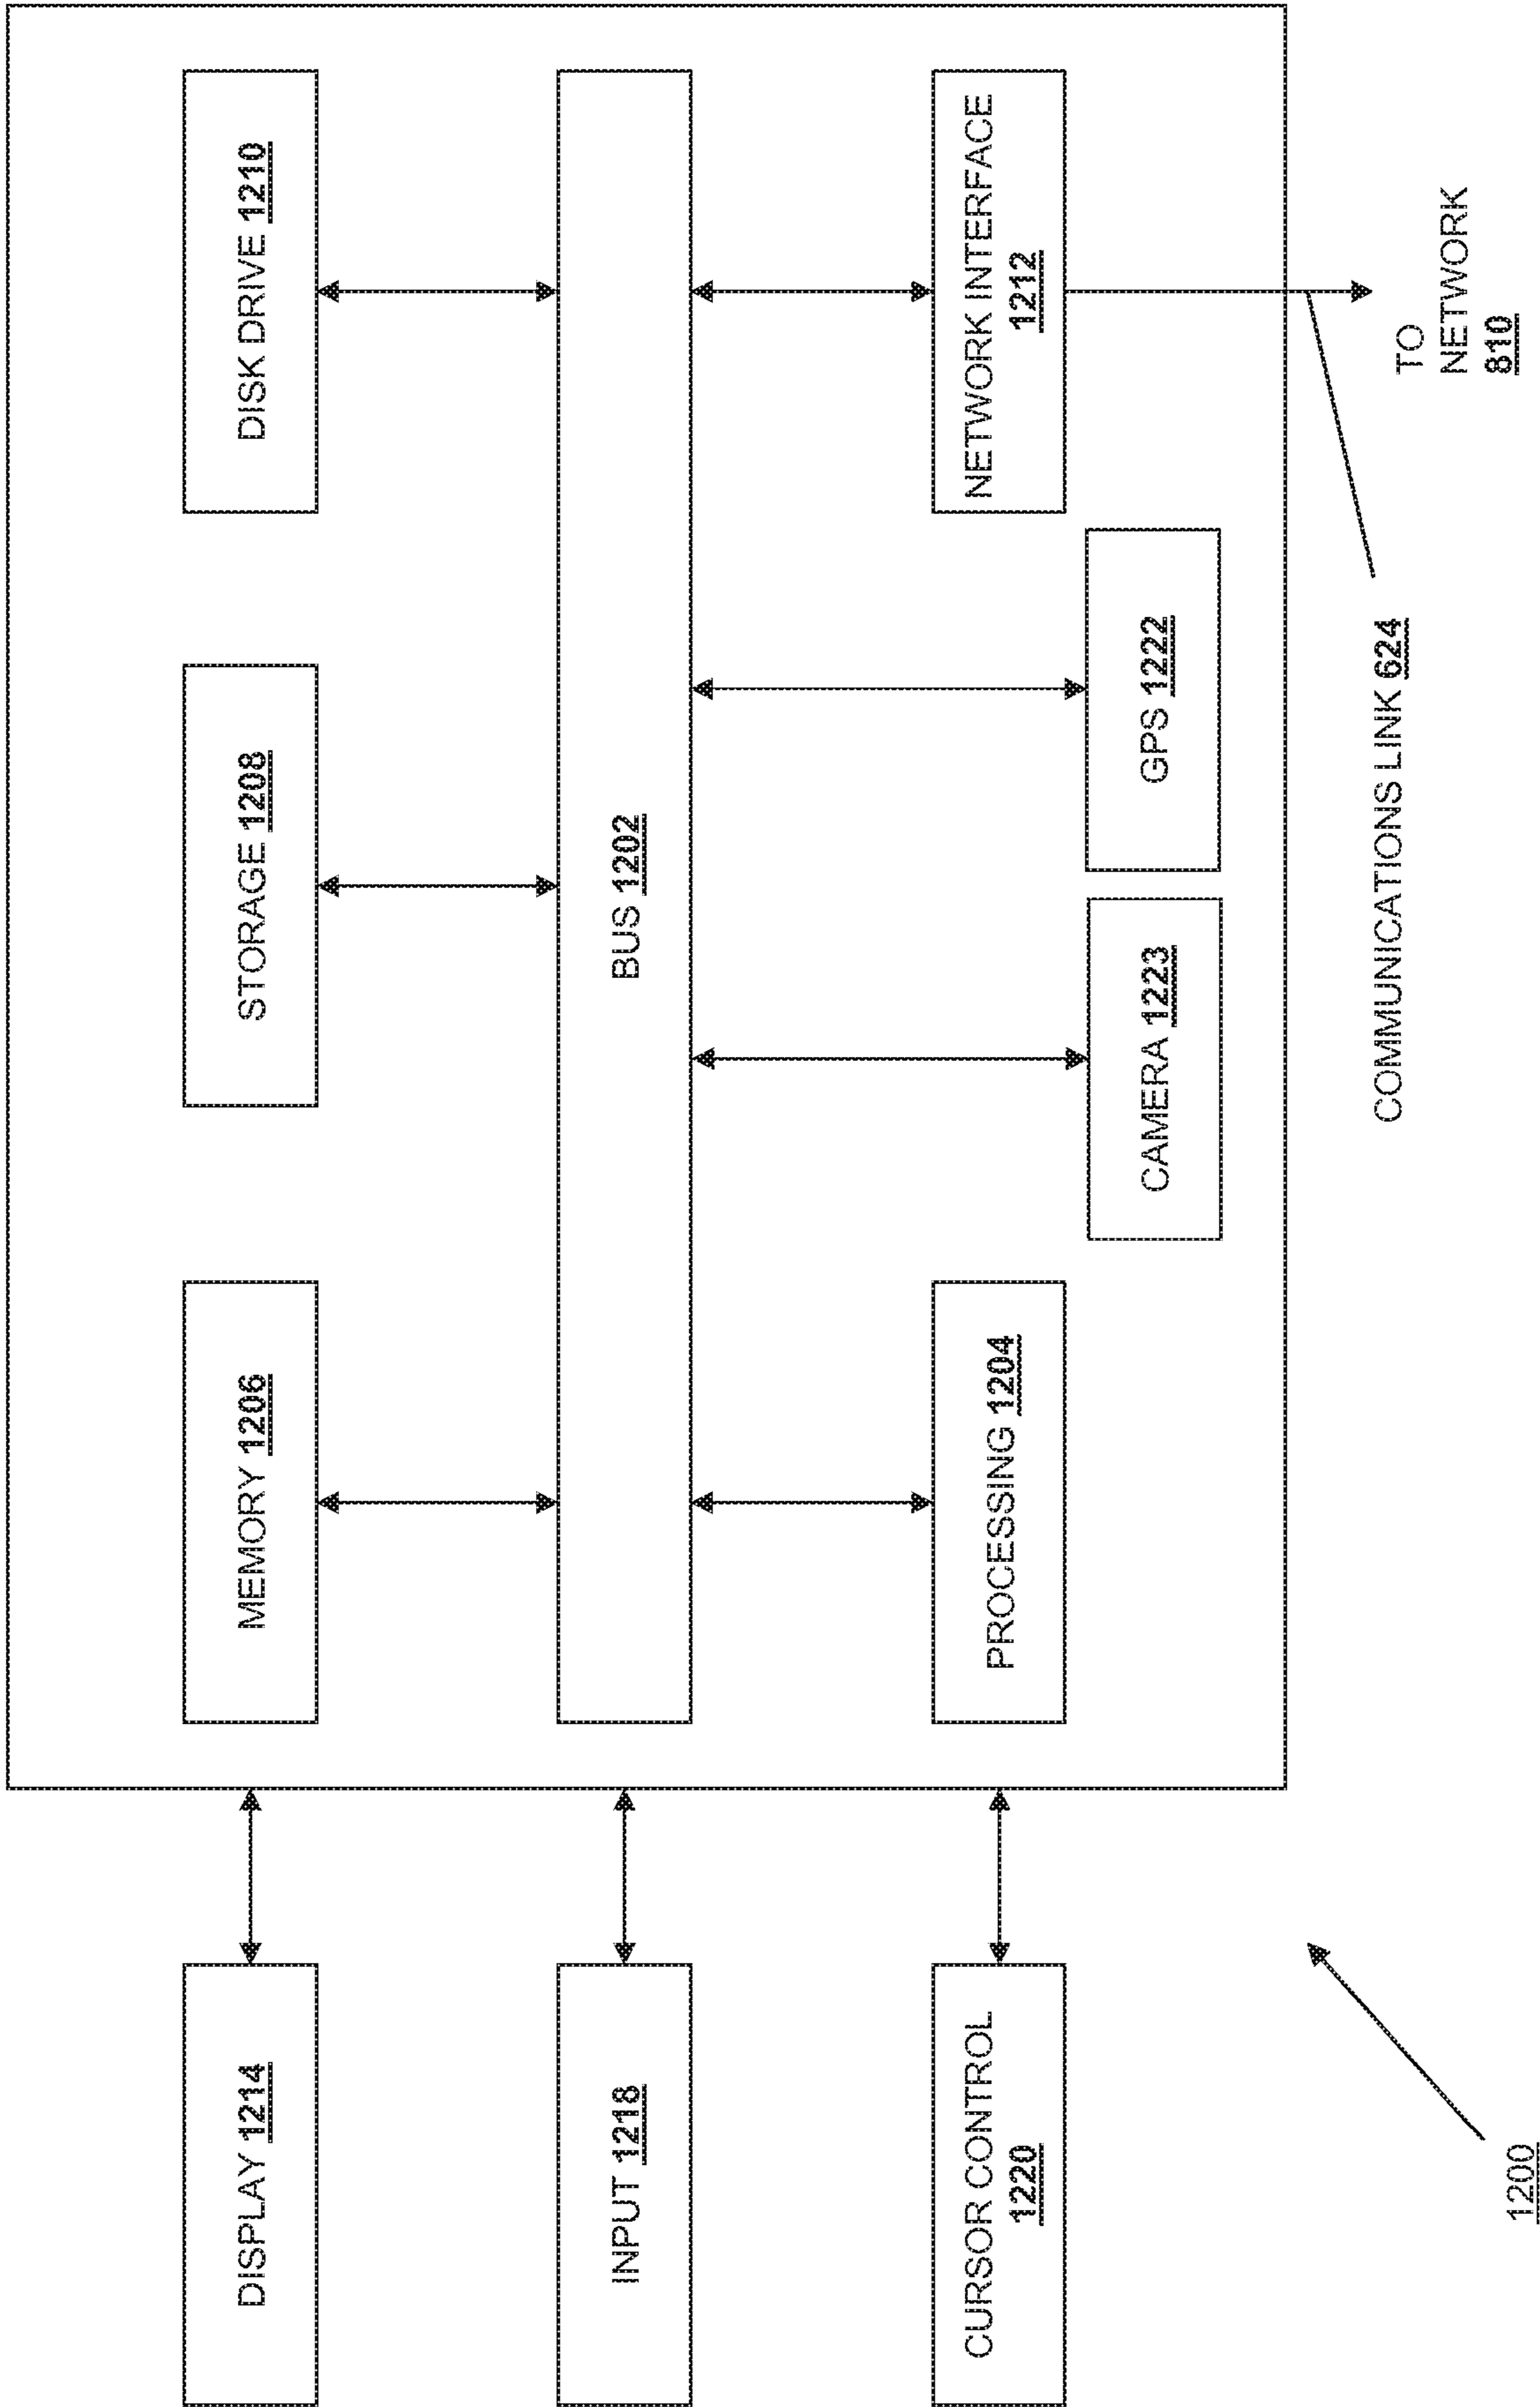 DISPLAY 1214
MEMORY 1206
STORAGE 1208
DISK DRIVE 1210
INPUT 1218
BUS 1202
CURSOR CONTROL
1220
PROCESSING 1204
NETWORK INTERFACE
1212
CAMERA 1223
GPS 1222
COMMUNICATIONS LINK 624
TO
NETWORK
810
1200